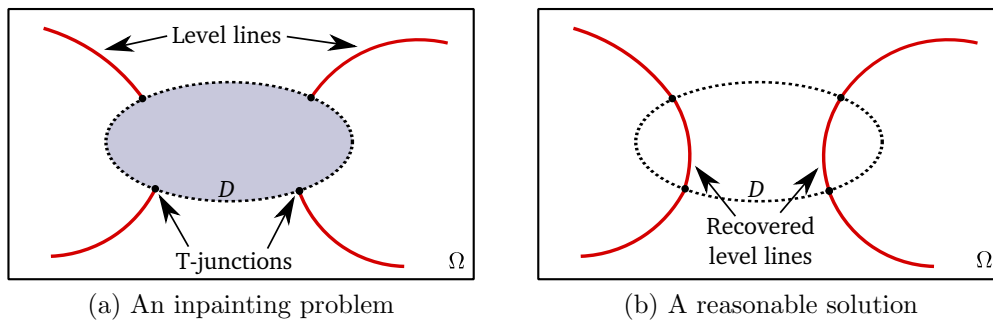 Level lines
D
T-junctions
Ω
(a) An inpainting problem
D
Recovered
level lines
Ω
(b) A reasonable solution